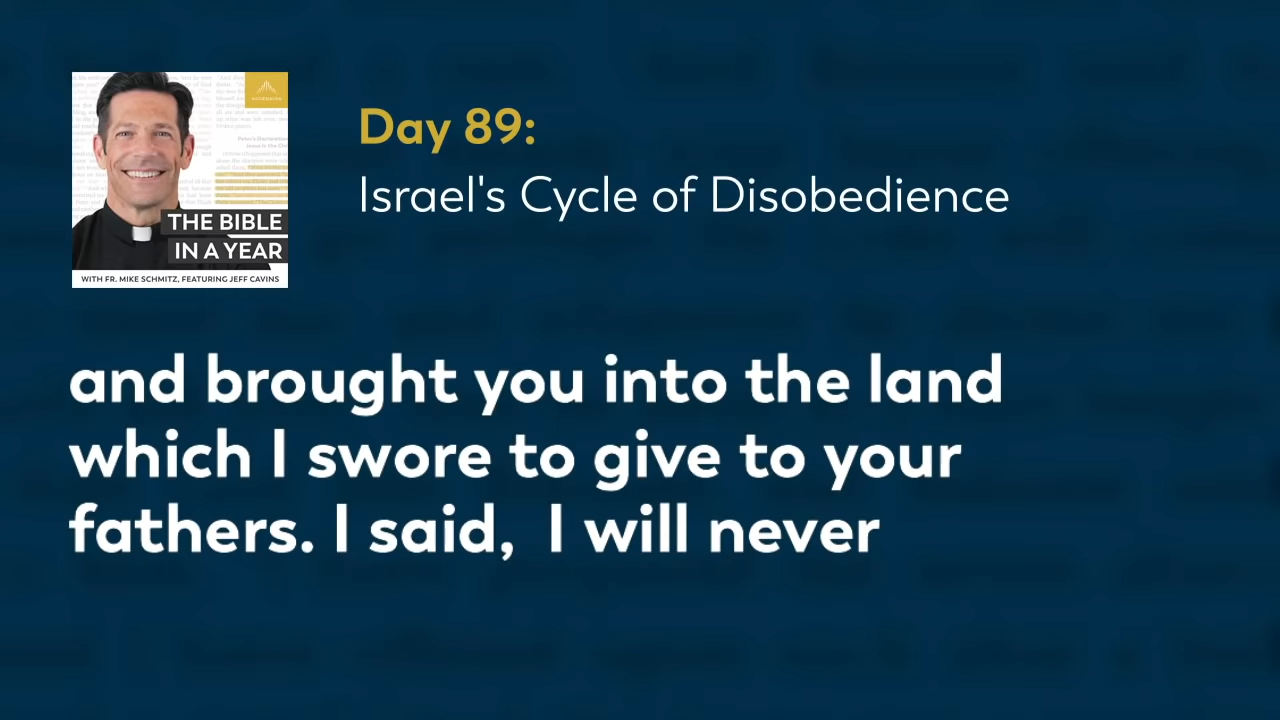 Day 89:
Israel's Cycle of Disobedience
THE BIBLE
IN A YEAR
WITH FR. MIKE SCHMITZ, FEATURING JEFF CAVINS
and brought you into the land
which I swore to give to your
fathers. I said,  I will never